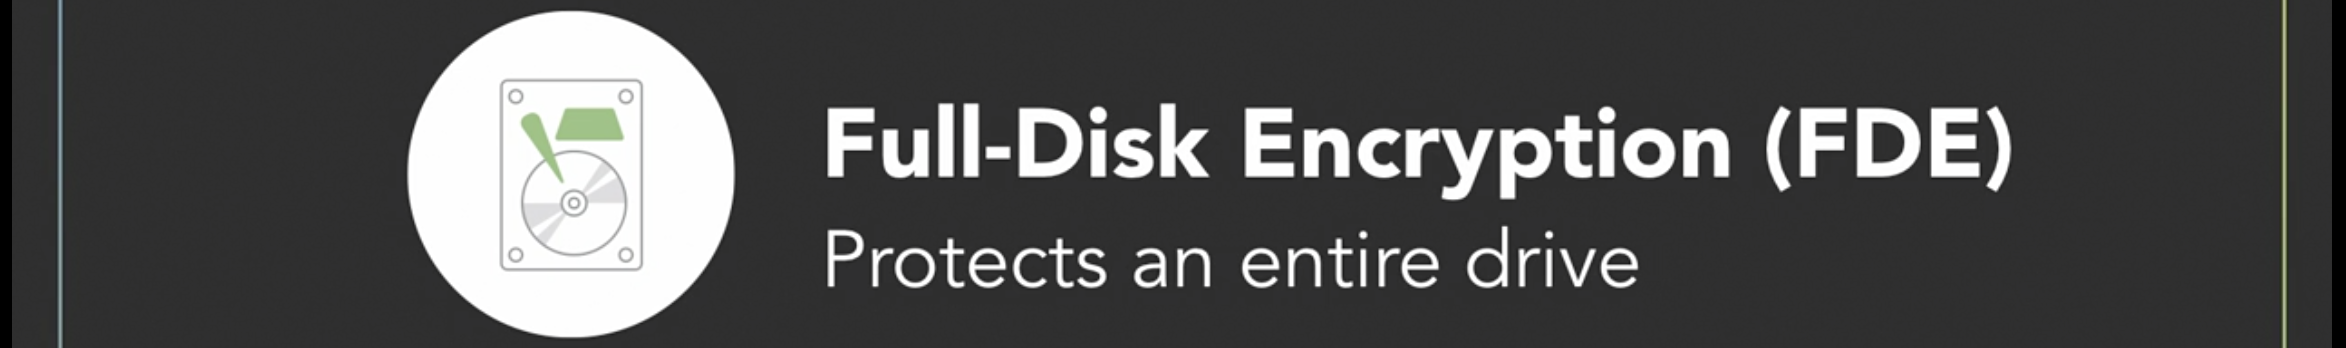 Full-Disk Encryption (FDE)
Protects an entire drive